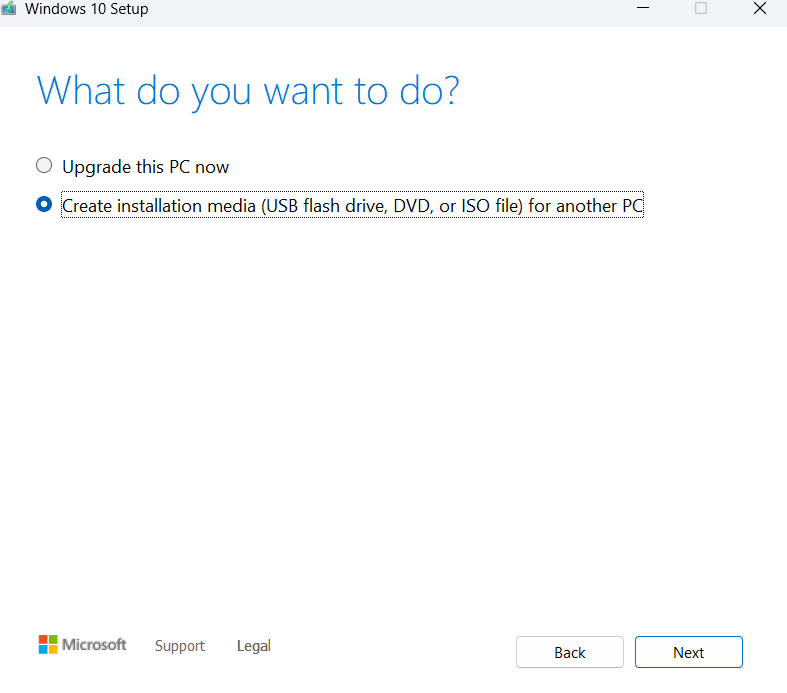 Windows 10 Setup
What do you want to do?
Upgrade this PC now
Create installation media (USB flash drive, DVD, or ISO file) for another PC
Microsoft Support Legal Back Next